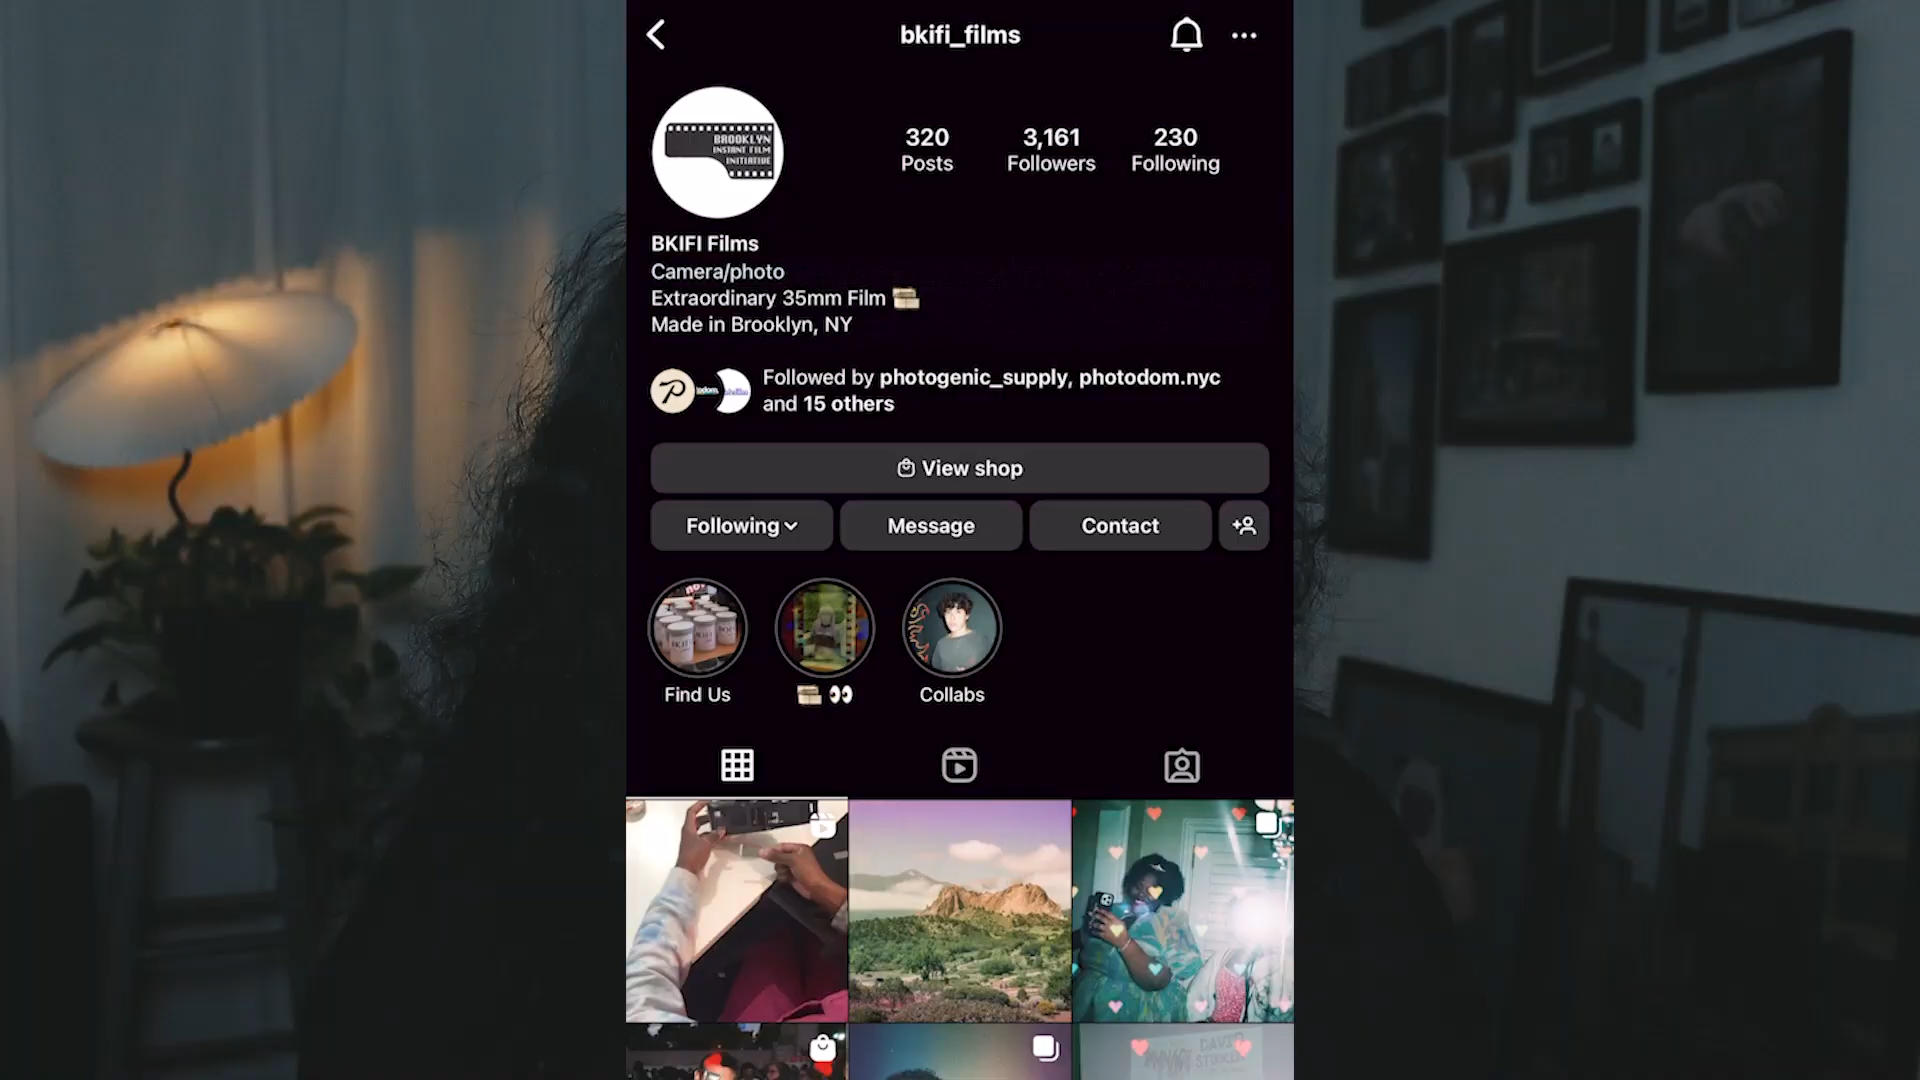 bkifi_films
BROOKLYN
INSTANT FILM
INITIATIVE
320
Posts
3,161
Followers
230
Following
BKIFI Films
Camera/photo
Extraordinary 35mm Film
Made in Brooklyn, NY
Followed by photogenic_supply, photodom.nyc
and 15 others
View shop
Following
Message
Contact
Find Us
Collabs